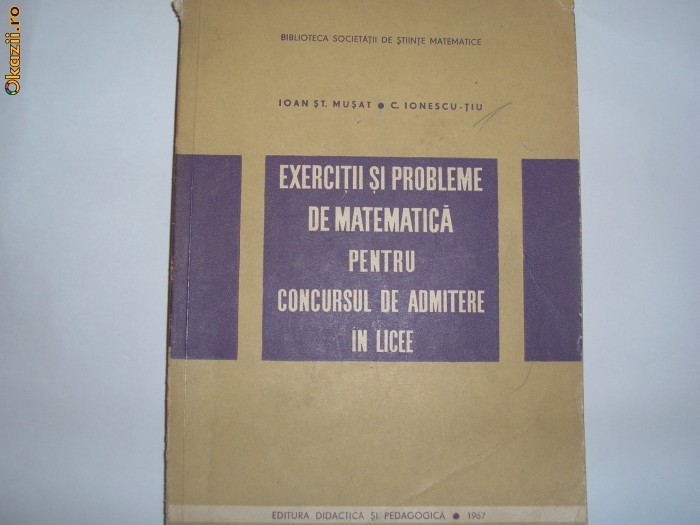 Okazii.ro
BIBLIOTECA SOCIETĂȚII DE ȘTIINȚE MATEMATICE
IOAN ȘT. MUȘAT • C. IONESCU-ȚIU
EXERCIȚII ȘI PROBLEME
DE MATEMATICĂ
PENTRU
CONCURSUL DE ADMITERE
IN LICEE
EDITURA DIDACTICĂ ȘI PEDAGOGICĂ • 1967